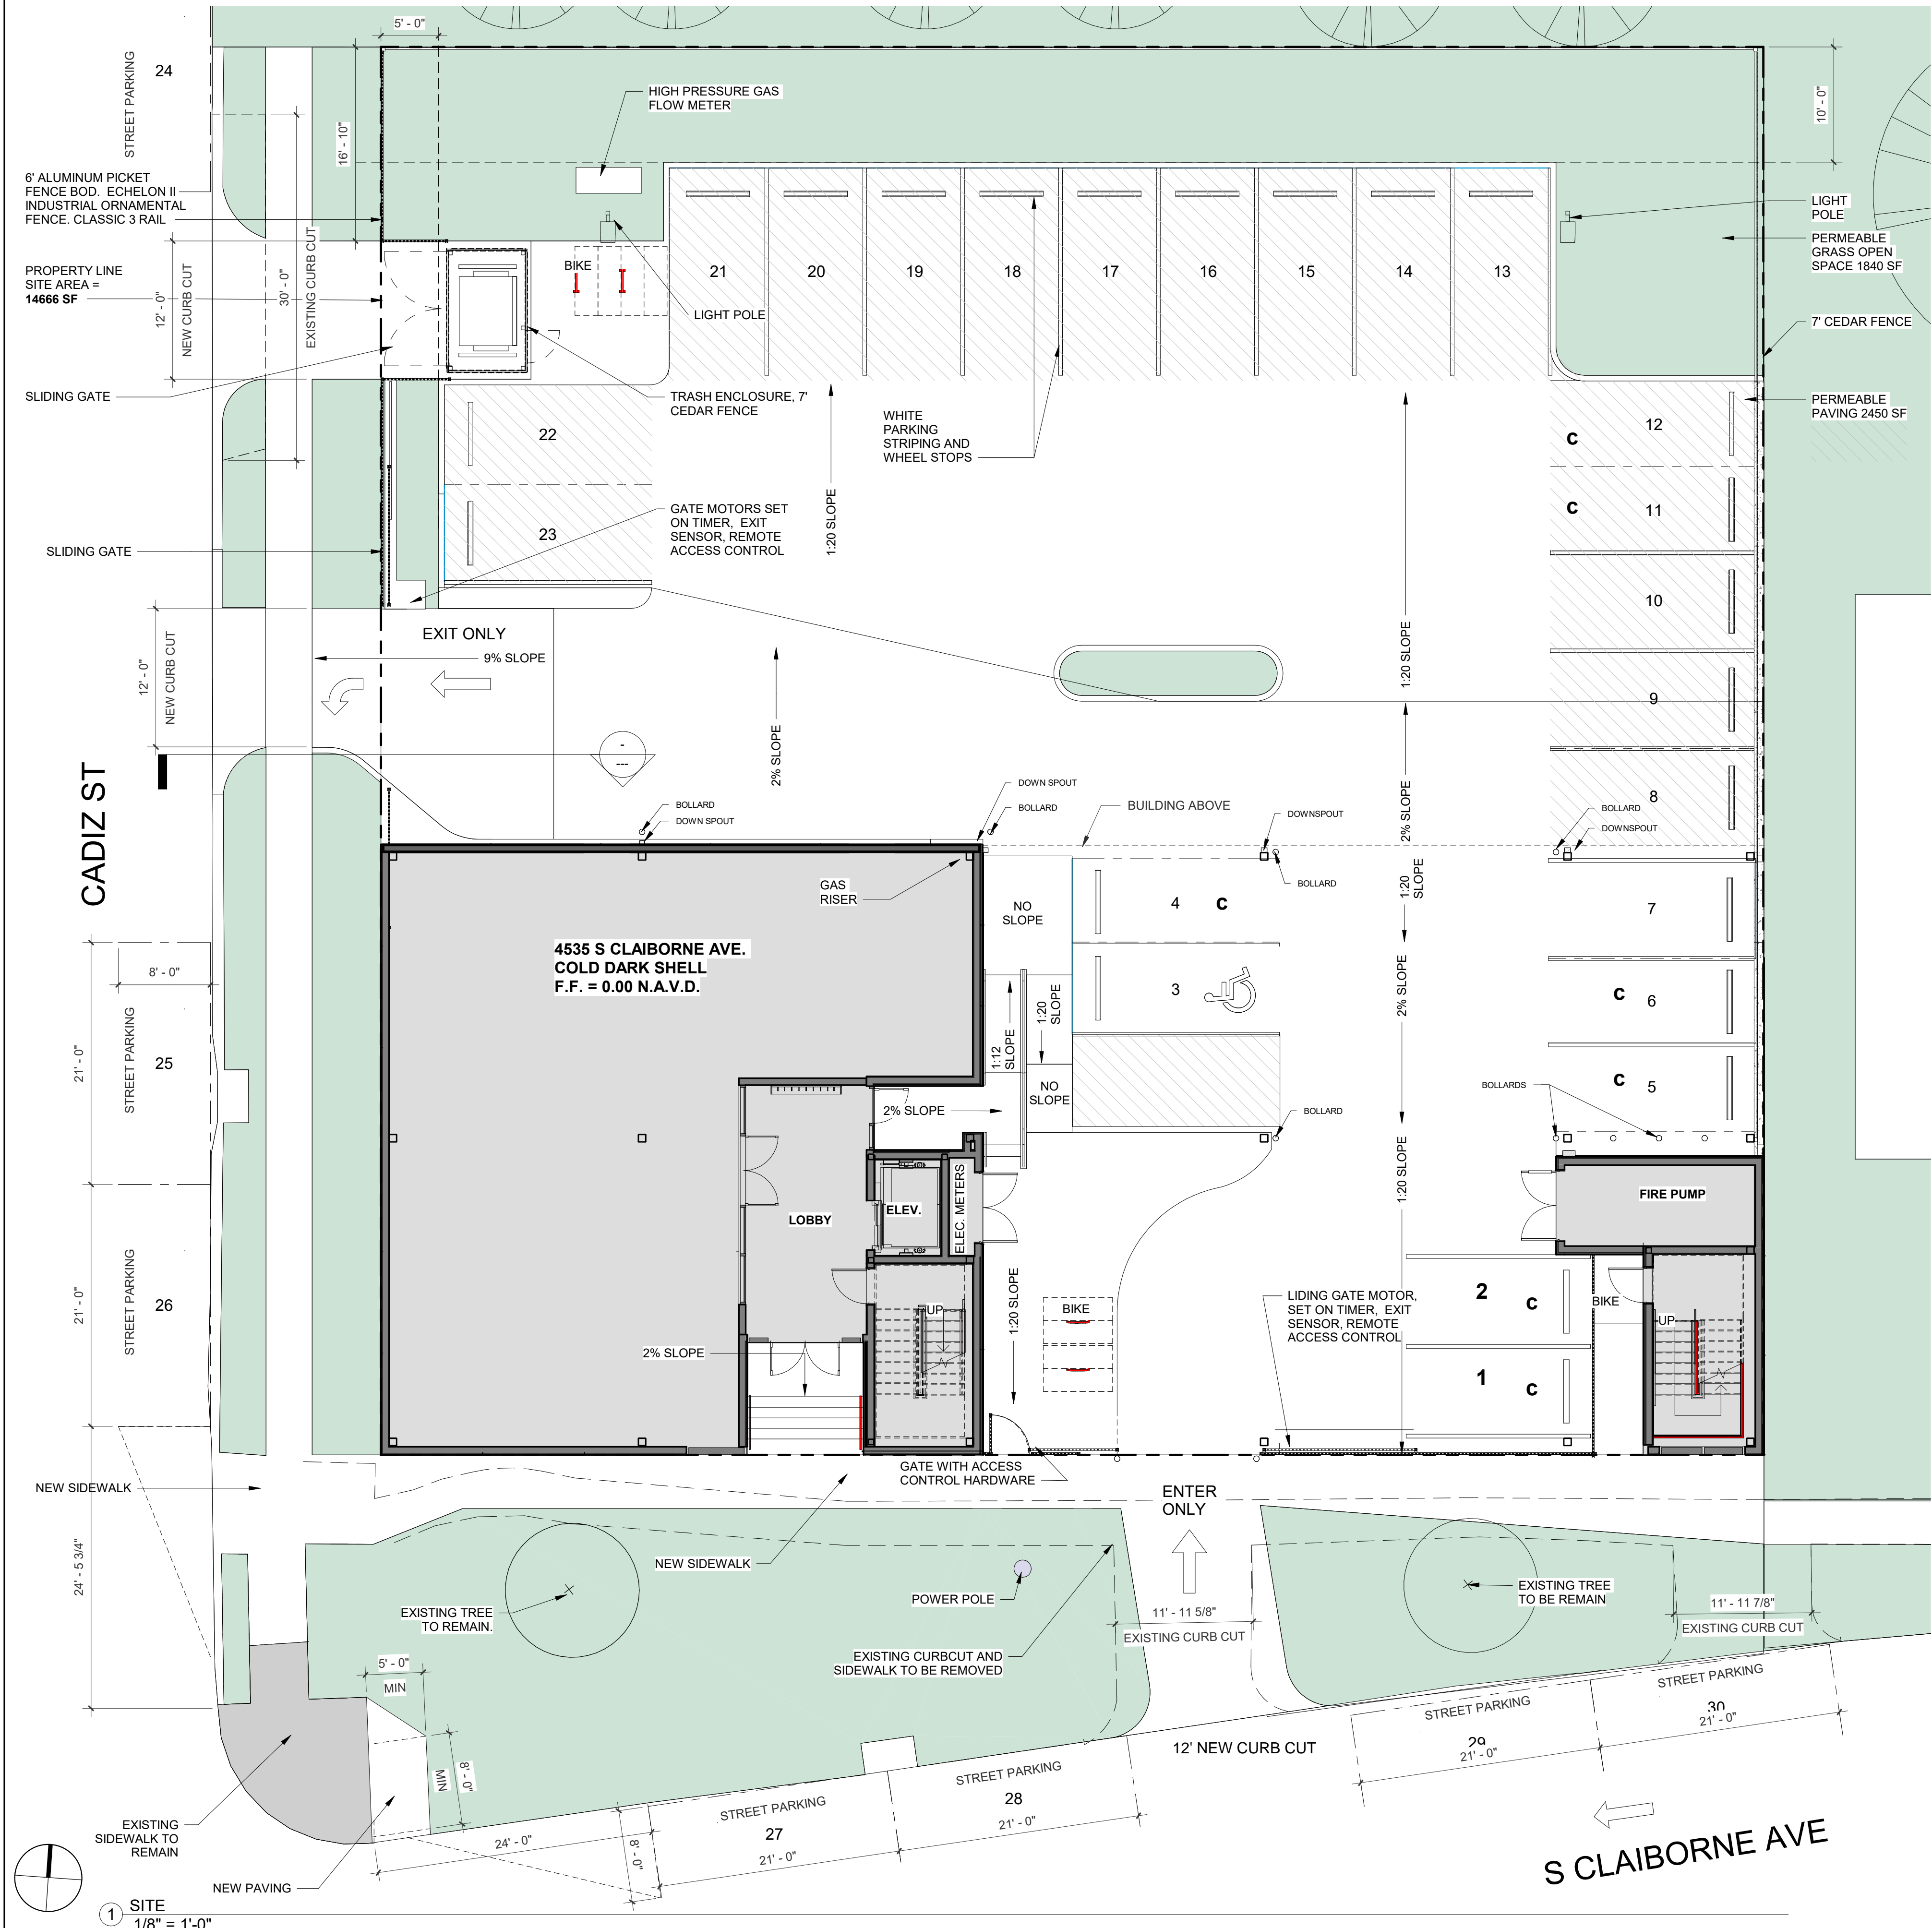 5' - 0"
STREET PARKING
24
16' - 10"
HIGH PRESSURE GAS
FLOW METER
10' - 0"
6' ALUMINUM PICKET
FENCE BOD. ECHELON II
INDUSTRIAL ORNAMENTAL
FENCE. CLASSIC 3 RAIL
LIGHT
POLE
PERMEABLE
GRASS OPEN
SPACE 1840 SF
PROPERTY LINE
SITE AREA =
14666 SF
12' - 0"
NEW CURB CUT
30' - 0"
EXISTING CURB CUT
BIKE
LIGHT POLE
21
20
19
18
17
16
15
14
13
7' CEDAR FENCE
SLIDING GATE
TRASH ENCLOSURE, 7'
CEDAR FENCE
WHITE
PARKING
STRIPING AND
WHEEL STOPS
PERMEABLE
PAVING 2450 SF
22
1:20 SLOPE
C
12
C
11
23
GATE MOTORS SET
ON TIMER, EXIT
SENSOR, REMOTE
ACCESS CONTROL
SLIDING GATE
10
1:20 SLOPE
EXIT ONLY
9% SLOPE
12' - 0"
NEW CURB CUT
9
2% SLOPE
-
---
2% SLOPE
8
CADIZ ST
BOLLARD
DOWN SPOUT
DOWN SPOUT
BOLLARD
BUILDING ABOVE
DOWNSPOUT
BOLLARD
BOLLARD
DOWNSPOUT
GAS
RISER
NO
SLOPE
4
C
1:20
SLOPE
7
4535 S CLAIBORNE AVE.
COLD DARK SHELL
F.F. = 0.00 N.A.V.D.
8' - 0"
21' - 0"
STREET PARKING
25
3
2% SLOPE
C
6
1:12
SLOPE
1:20
SLOPE
NO
SLOPE
C
5
BOLLARDS
2% SLOPE
BOLLARD
1:20 SLOPE
ELEC. METERS
ELEV.
LOBBY
FIRE PUMP
21' - 0"
STREET PARKING
26
UP
1:20 SLOPE
BIKE
LIDING GATE MOTOR,
SET ON TIMER, EXIT
SENSOR, REMOTE
ACCESS CONTROL
2
C
BIKE
UP
2% SLOPE
1
C
GATE WITH ACCESS
CONTROL HARDWARE
NEW SIDEWALK
ENTER
ONLY
24' - 5 3/4"
NEW SIDEWALK
POWER POLE
EXISTING TREE
TO REMAIN.
EXISTING TREE
TO BE REMAIN
11' - 11 5/8"
EXISTING CURB CUT
11' - 11 7/8"
EXISTING CURB CUT
EXISTING CURBCUT AND
SIDEWALK TO BE REMOVED
5' - 0"
MIN
8' - 0"
MIN
12' NEW CURB CUT
STREET PARKING
30
21' - 0"
STREET PARKING
29
21' - 0"
STREET PARKING
28
21' - 0"
STREET PARKING
27
21' - 0"
24' - 0"
8' - 0"
EXISTING
SIDEWALK TO
REMAIN
NEW PAVING
S CLAIBORNE AVE
1
SITE
1/8" = 1'-0"